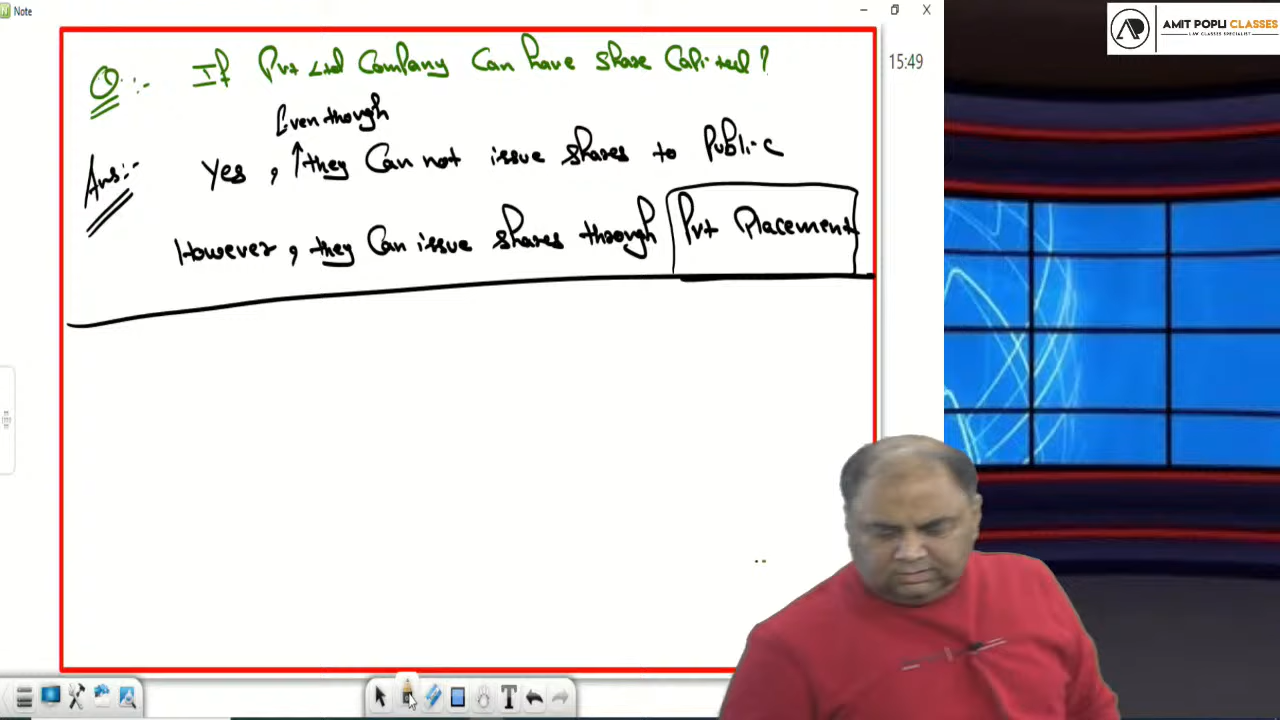 Note
AMIT POPLI CLASSES
LAW CLASSES SPECIALIST
15:49
Q:- If Pvt Ltd Company Can have Share Capital?
Even though
Ans:- Yes, they Can not issue shares to Public
However, they Can issue shares through Pvt Placement